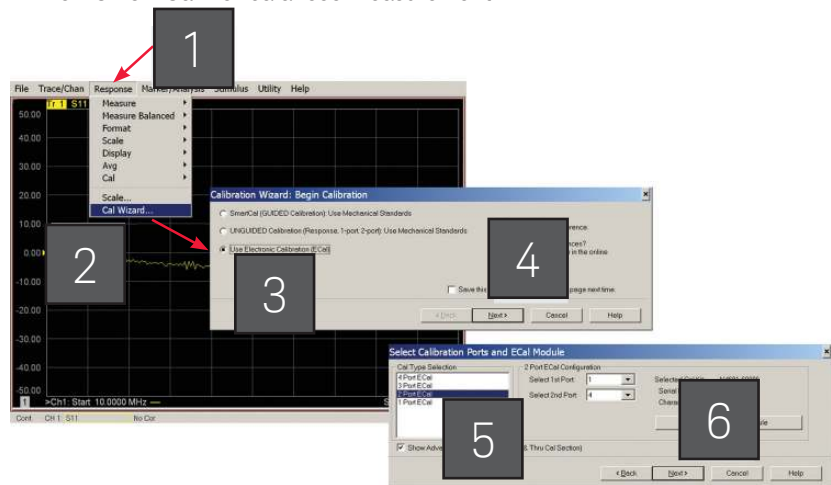 1
File Trace/Chan Response Marker/Analysis Stimulus Utility Help
Tr 1 S11
Measure
Measure Balanced
Format
Scale
Display
Avg
Cal
Scale...
Cal Wizard...
50.00
40.00
30.00
20.00
10.00
0.00
-10.00
-20.00
-30.00
-40.00
-50.00
1 >Ch1: Start 10.0000 MHz
Cont. CH 1: S11 No Cor
2
Calibration Wizard: Begin Calibration
SmartCal (GUIDED Calibration): Use Mechanical Standards
UNGUIDED Calibration (Response, 1-port, 2-port): Use Mechanical Standards
Use Electronic Calibration (ECal)
in the online
Save this
page next time.
3
4
< Back Next > Cancel Help
Select Calibration Ports and ECal Module
Cal Type Selection
4 Port ECal
3 Port ECal
2 Port ECal
1 Port ECal
2 Port ECal Configuration
Select 1st Port 1
Select 2nd Port 4
Serial
Show
Thru Cal Section)
5
6
< Back Next > Cancel Help